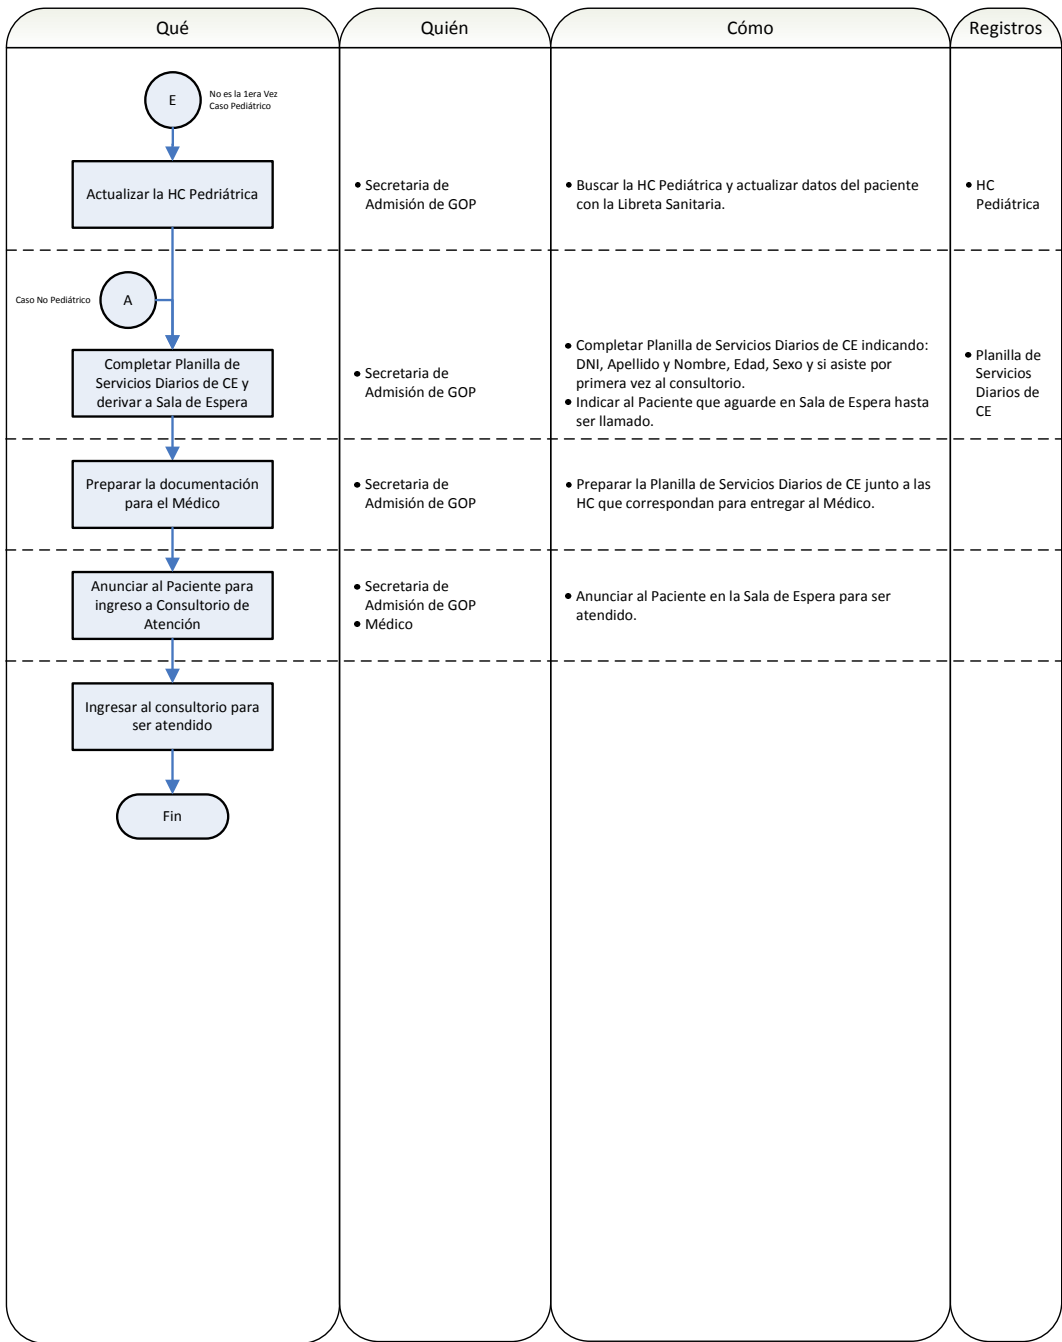 Qué
Quién
Cómo
Registros
E
No es la 1era Vez
Caso Pediátrico
Actualizar la HC Pedriátrica
• Secretaria de
Admisión de GOP
• Buscar la HC Pediátrica y actualizar datos del paciente
con la Libreta Sanitaria.
• HC
Pediátrica
Caso No Pediátrico
A
Completar Planilla de
Servicios Diarios de CE y
derivar a Sala de Espera
• Secretaria de
Admisión de GOP
• Completar Planilla de Servicios Diarios de CE indicando:
DNI, Apellido y Nombre, Edad, Sexo y si asiste por
primera vez al consultorio.
• Indicar al Paciente que aguarde en Sala de Espera hasta
ser llamado.
• Planilla de
Servicios
Diarios de
CE
Preparar la documentación
para el Médico
• Secretaria de
Admisión de GOP
• Preparar la Planilla de Servicios Diarios de CE junto a las
HC que correspondan para entregar al Médico.
Anunciar al Paciente para
ingreso a Consultorio de
Atención
• Secretaria de
Admisión de GOP
• Médico
• Anunciar al Paciente en la Sala de Espera para ser
atendido.
Ingresar al consultorio para
ser atendido
Fin